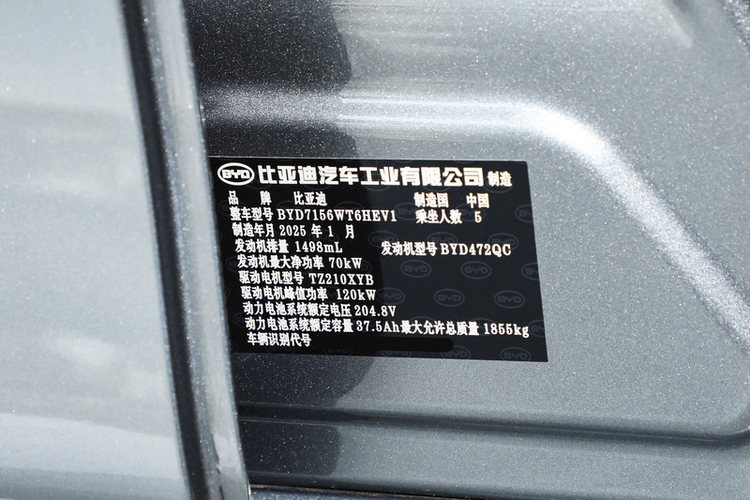 BYD 比亚迪汽车工业有限公司 制造
品 牌 比亚迪 制造国 中国
整车型号 BYD7156WT6HEV1 乘坐人数 5
制造年月 2025 年 1 月
发动机排量 1498mL 发动机型号 BYD472QC
发动机最大净功率 70kW
驱动电机型号 TZ210XYB
驱动电机峰值功率 120kW
动力电池系统额定电压 204.8V
动力电池系统额定容量 37.5Ah 最大允许总质量 1855kg
车辆识别代号